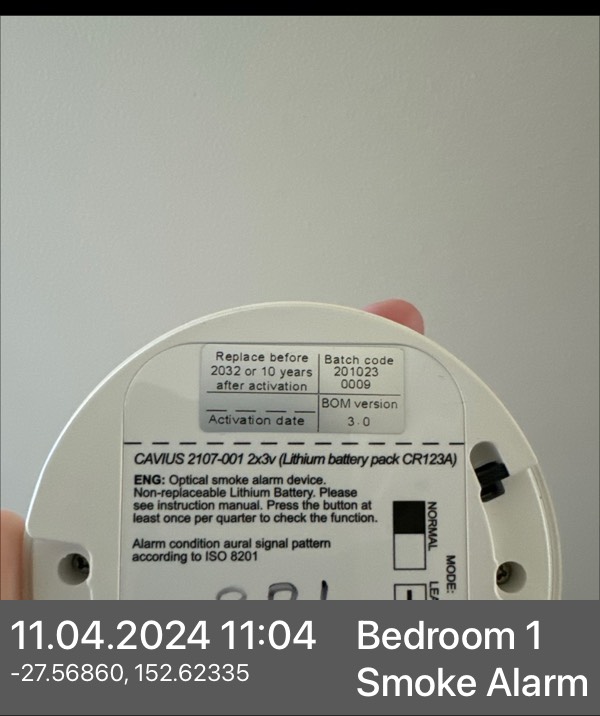 Replace before
2032 or 10 years
after activation
Activation date
Batch code
201023
0009
BOM version
3.0
CAVIUS 2107-001 2x3v (Lithium battery pack CR123A)
ENG: Optical smoke alarm device.
Non-replaceable Lithium Battery. Please
see instruction manual. Press the button at
least once per quarter to check the function.
Alarm condition aural signal pattern
according to ISO 8201
NORMAL
MODE:
11.04.2024 11:04
-27.56860, 152.62335
Bedroom 1
Smoke Alarm